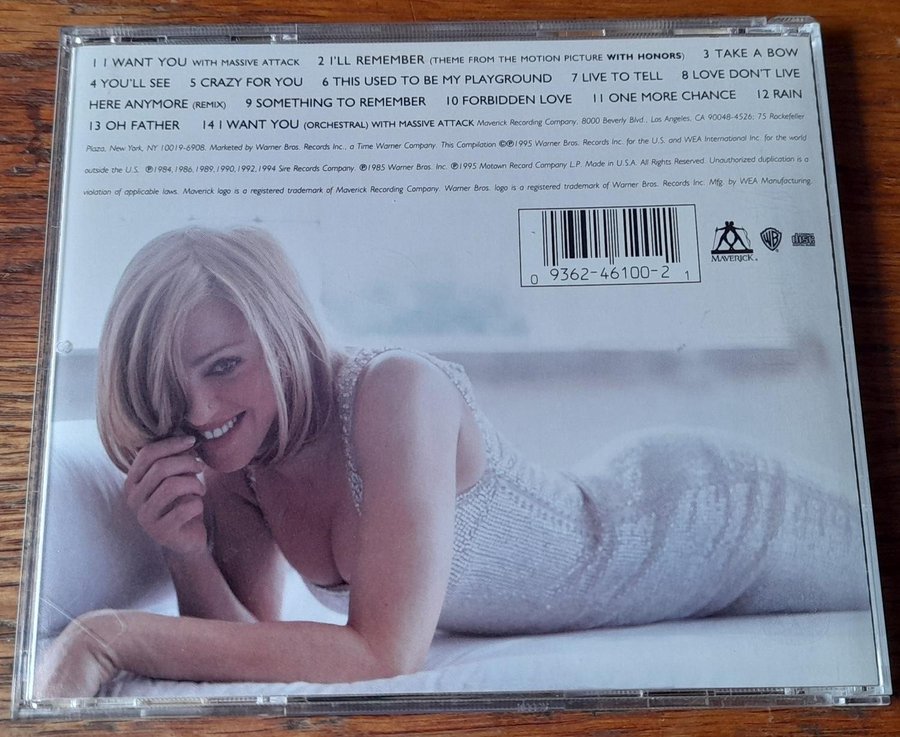 1 I WANT YOU WITH MASSIVE ATTACK 2 I'LL REMEMBER (THEME FROM THE MOTION PICTURE WITH HONORS) 3 TAKE A BOW
4 YOU'LL SEE 5 CRAZY FOR YOU 6 THIS USED TO BE MY PLAYGROUND 7 LIVE TO TELL 8 LOVE DON'T LIVE
HERE ANYMORE (REMIX) 9 SOMETHING TO REMEMBER 10 FORBIDDEN LOVE 11 ONE MORE CHANCE 12 RAIN
13 OH FATHER 14 I WANT YOU (ORCHESTRAL) WITH MASSIVE ATTACK Maverick Recording Company, 8000 Beverly Blvd., Los Angeles, CA 90048-4526; 75 Rockefeller
Plaza, New York, NY 10019-6908. Marketed by Warner Bros. Records Inc., a Time Warner Company. This Compilation ©℗1995 Warner Bros. Records Inc. for the U.S. and WEA International Inc. for the world
outside the U.S. ℗1984, 1986, 1989, 1990, 1992, 1994 Sire Records Company. ℗1985 Warner Bros. Inc. ℗1995 Motown Record Company L.P. Made in U.S.A. All Rights Reserved. Unauthorized duplication is a
violation of applicable laws. Maverick logo is a registered trademark of Maverick Recording Company. Warner Bros. logo is a registered trademark of Warner Bros. Records Inc. Mfg. by WEA Manufacturing.
0 9362-46100-2 1
MAVERICK®
WB
disc